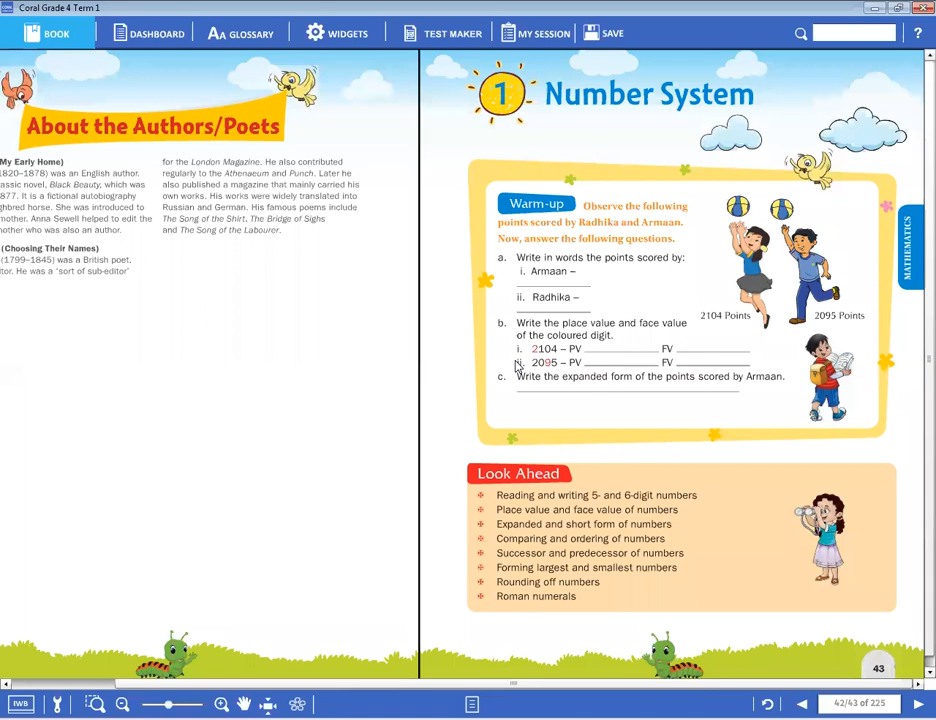 Coral Grade 4 Term 1
BOOK
DASHBOARD
AA GLOSSARY
WIDGETS
TEST MAKER
MY SESSION
SAVE
?
About the Authors/Poets
My Early Home)
1820–1878) was an English author.
assic novel, Black Beauty, which was
877. It is a fictional autobiography
ghbred horse. She was introduced to
mother. Anna Sewell helped to edit the
nother who was also an author.
(Choosing Their Names)
(1799–1845) was a British poet,
itor. He was a 'sort of sub-editor'
for the London Magazine. He also contributed
regularly to the Athenaeum and Punch. Later he
also published a magazine that mainly carried his
own works. His works were widely translated into
Russian and German. His famous poems include
The Song of the Shirt, The Bridge of Sighs
and The Song of the Labourer.
1 Number System
Warm-up Observe the following
points scored by Radhika and Armaan.
Now, answer the following questions.
a. Write in words the points scored by:
i. Armaan –
ii. Radhika –
2104 Points
2095 Points
b. Write the place value and face value
of the coloured digit.
i. 2104 – PV FV
ii. 2095 – PV FV
c. Write the expanded form of the points scored by Armaan.
MATHEMATICS
Look Ahead
Reading and writing 5- and 6-digit numbers
Place value and face value of numbers
Expanded and short form of numbers
Comparing and ordering of numbers
Successor and predecessor of numbers
Forming largest and smallest numbers
Rounding off numbers
Roman numerals
43
IWB
42/43 of 225